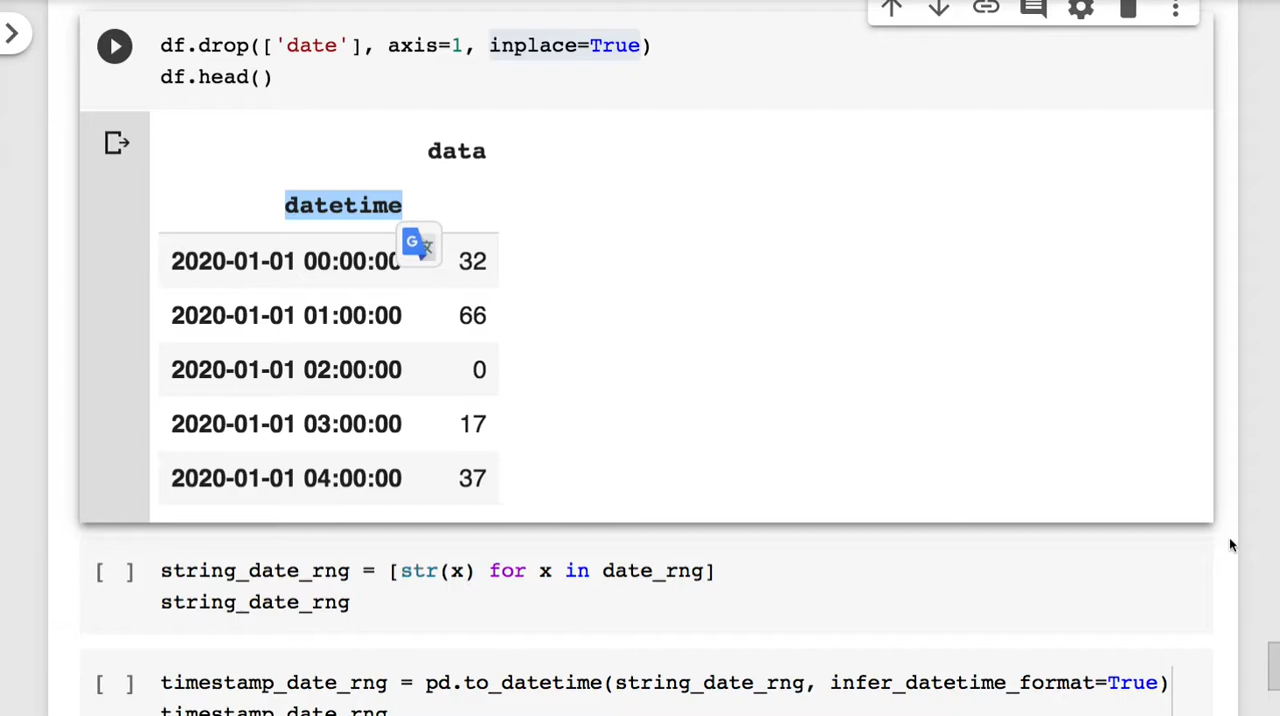 df.drop(['date'], axis=1, inplace=True)
df.head()
data
datetime
2020-01-01 00:00:00 32
2020-01-01 01:00:00 66
2020-01-01 02:00:00 0
2020-01-01 03:00:00 17
2020-01-01 04:00:00 37
[ ] string_date_rng = [str(x) for x in date_rng]
string_date_rng
[ ] timestamp_date_rng = pd.to_datetime(string_date_rng, infer_datetime_format=True)
timestamp_date_rng